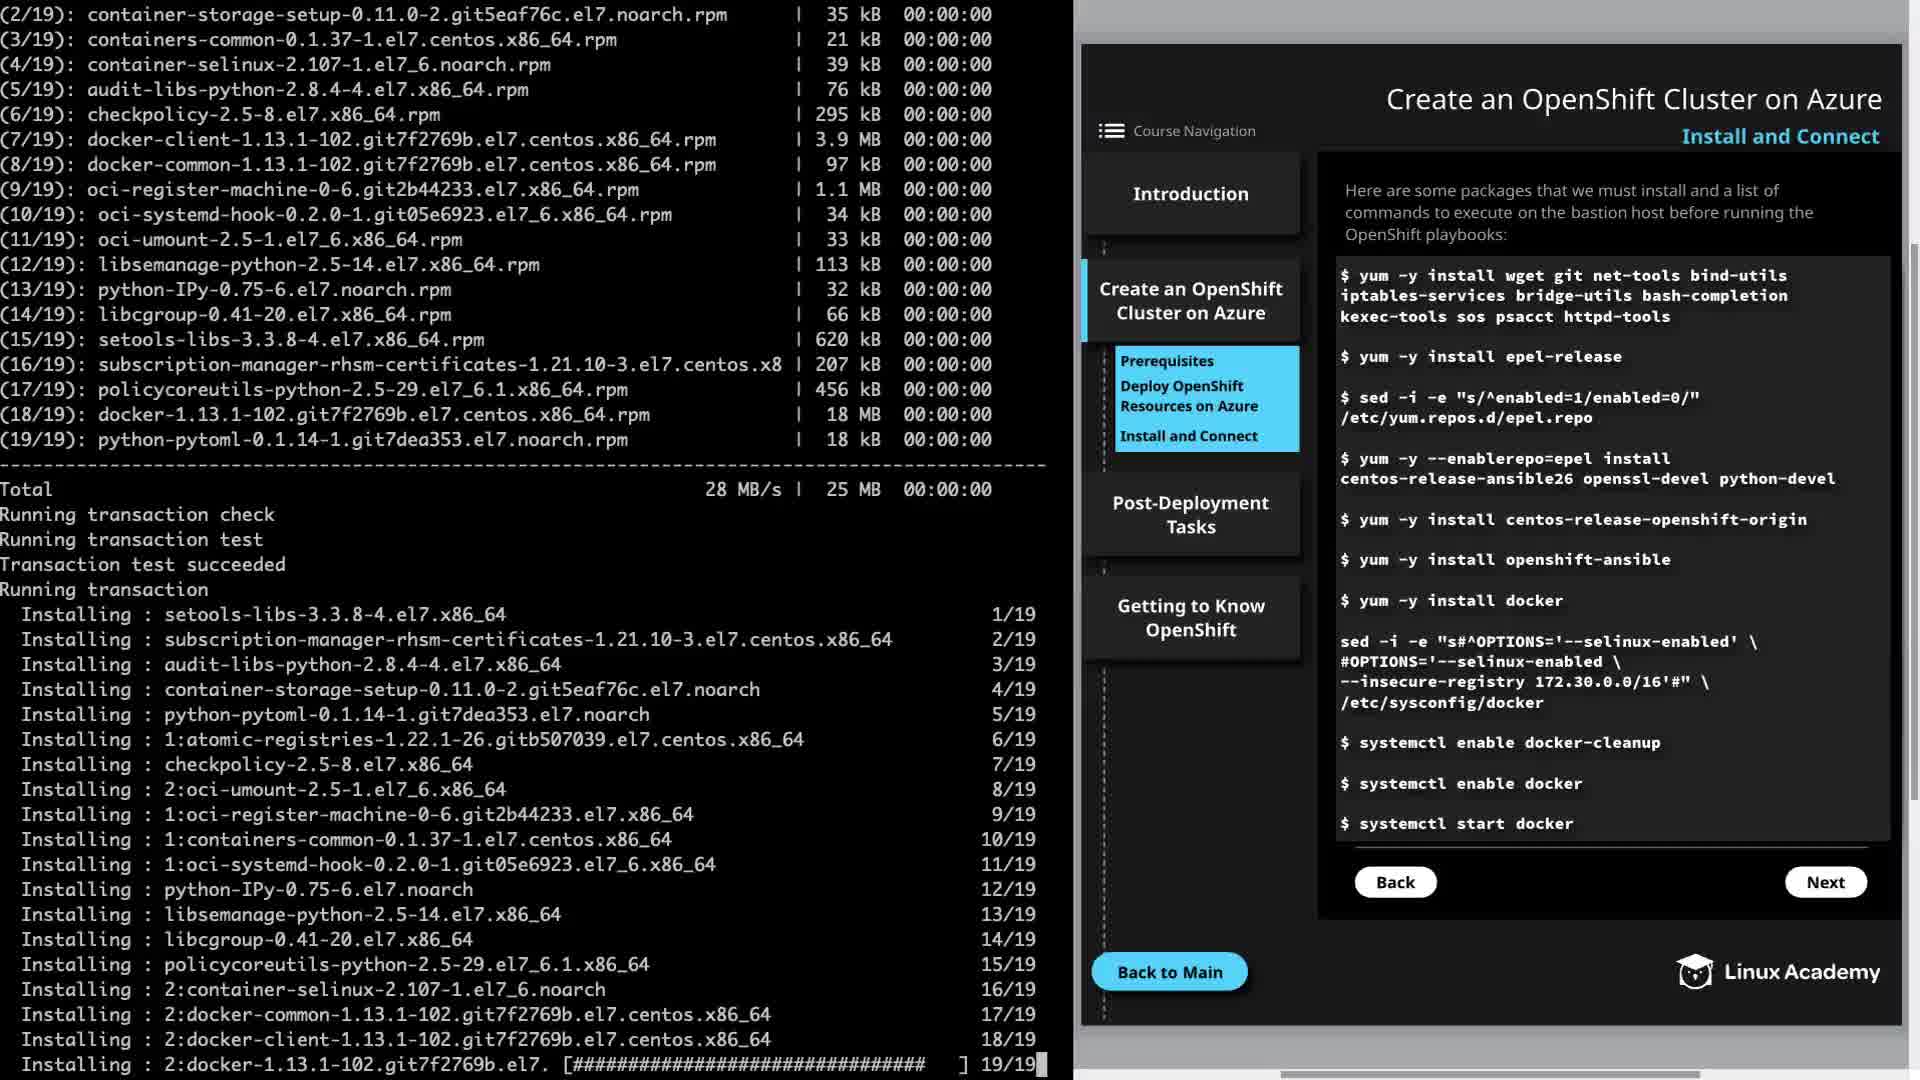 (2/19): container-storage-setup-0.11.0-2.git5eaf76c.el7.noarch.rpm | 35 kB 00:00:00
(3/19): containers-common-0.1.37-1.el7.centos.x86_64.rpm | 21 kB 00:00:00
(4/19): container-selinux-2.107-1.el7_6.noarch.rpm | 39 kB 00:00:00
(5/19): audit-libs-python-2.8.4-4.el7.x86_64.rpm | 76 kB 00:00:00
(6/19): checkpolicy-2.5-8.el7.x86_64.rpm | 295 kB 00:00:00
(7/19): docker-client-1.13.1-102.git7f2769b.el7.centos.x86_64.rpm | 3.9 MB 00:00:00
(8/19): docker-common-1.13.1-102.git7f2769b.el7.centos.x86_64.rpm | 97 kB 00:00:00
(9/19): oci-register-machine-0-6.git2b44233.el7.x86_64.rpm | 1.1 MB 00:00:00
(10/19): oci-systemd-hook-0.2.0-1.git05e6923.el7_6.x86_64.rpm | 34 kB 00:00:00
(11/19): oci-umount-2.5-1.el7_6.x86_64.rpm | 33 kB 00:00:00
(12/19): libsemanage-python-2.5-14.el7.x86_64.rpm | 113 kB 00:00:00
(13/19): python-IPy-0.75-6.el7.noarch.rpm | 32 kB 00:00:00
(14/19): libcgroup-0.41-20.el7.x86_64.rpm | 66 kB 00:00:00
(15/19): setools-libs-3.3.8-4.el7.x86_64.rpm | 620 kB 00:00:00
(16/19): subscription-manager-rhsm-certificates-1.21.10-3.el7.centos.x8 | 207 kB 00:00:00
(17/19): policycoreutils-python-2.5-29.el7_6.1.x86_64.rpm | 456 kB 00:00:00
(18/19): docker-1.13.1-102.git7f2769b.el7.centos.x86_64.rpm | 18 MB 00:00:00
(19/19): python-pytoml-0.1.14-1.git7dea353.el7.noarch.rpm | 18 kB 00:00:00
-----------------------------------------------------------------------------------------------
Total 28 MB/s | 25 MB 00:00:00
Running transaction check
Running transaction test
Transaction test succeeded
Running transaction
Installing : setools-libs-3.3.8-4.el7.x86_64 1/19
Installing : subscription-manager-rhsm-certificates-1.21.10-3.el7.centos.x86_64 2/19
Installing : audit-libs-python-2.8.4-4.el7.x86_64 3/19
Installing : container-storage-setup-0.11.0-2.git5eaf76c.el7.noarch 4/19
Installing : python-pytoml-0.1.14-1.git7dea353.el7.noarch 5/19
Installing : 1:atomic-registries-1.22.1-26.gitb507039.el7.centos.x86_64 6/19
Installing : checkpolicy-2.5-8.el7.x86_64 7/19
Installing : 2:oci-umount-2.5-1.el7_6.x86_64 8/19
Installing : 1:oci-register-machine-0-6.git2b44233.el7.x86_64 9/19
Installing : 1:containers-common-0.1.37-1.el7.centos.x86_64 10/19
Installing : 1:oci-systemd-hook-0.2.0-1.git05e6923.el7_6.x86_64 11/19
Installing : python-IPy-0.75-6.el7.noarch 12/19
Installing : libsemanage-python-2.5-14.el7.x86_64 13/19
Installing : libcgroup-0.41-20.el7.x86_64 14/19
Installing : policycoreutils-python-2.5-29.el7_6.1.x86_64 15/19
Installing : 2:container-selinux-2.107-1.el7_6.noarch 16/19
Installing : 2:docker-common-1.13.1-102.git7f2769b.el7.centos.x86_64 17/19
Installing : 2:docker-client-1.13.1-102.git7f2769b.el7.centos.x86_64 18/19
Installing : 2:docker-1.13.1-102.git7f2769b.el7. [################################ ] 19/19
Create an OpenShift Cluster on Azure
Install and Connect
Course Navigation
Introduction
Create an OpenShift
Cluster on Azure
Prerequisites
Deploy OpenShift
Resources on Azure
Install and Connect
Post-Deployment
Tasks
Getting to Know
OpenShift
Back to Main
Here are some packages that we must install and a list of
commands to execute on the bastion host before running the
OpenShift playbooks:
$ yum -y install wget git net-tools bind-utils
iptables-services bridge-utils bash-completion
kexec-tools sos psacct httpd-tools
$ yum -y install epel-release
$ sed -i -e "s/^enabled=1/enabled=0/"
/etc/yum.repos.d/epel.repo
$ yum -y --enablerepo=epel install
centos-release-ansible26 openssl-devel python-devel
$ yum -y install centos-release-openshift-origin
$ yum -y install openshift-ansible
$ yum -y install docker
sed -i -e "s#^OPTIONS='--selinux-enabled' \
#OPTIONS='--selinux-enabled \
--insecure-registry 172.30.0.0/16'#" \
/etc/sysconfig/docker
$ systemctl enable docker-cleanup
$ systemctl enable docker
$ systemctl start docker
Back
Next
Linux Academy